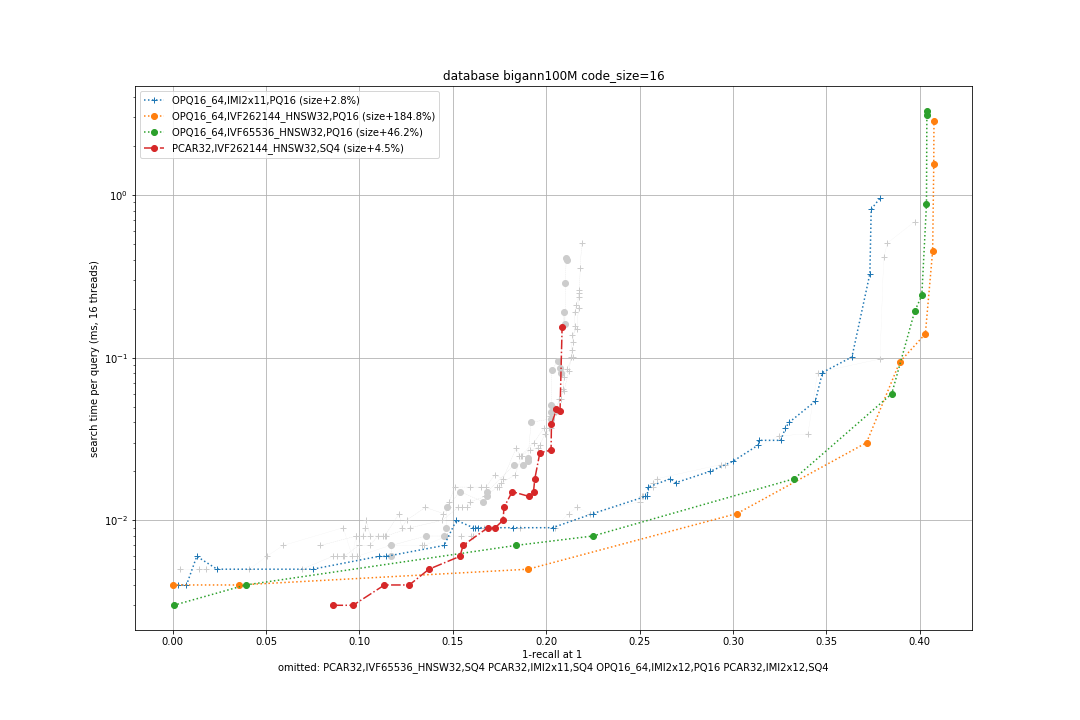 database bigann100M code_size=16
OPQ16_64,IMI2x11,PQ16 (size+2.8%)
OPQ16_64,IVF262144_HNSW32,PQ16 (size+184.8%)
OPQ16_64,IVF65536_HNSW32,PQ16 (size+46.2%)
PCAR32,IVF262144_HNSW32,SQ4 (size+4.5%)
search time per query (ms, 16 threads)
10⁰
10⁻¹
10⁻²
0.00 0.05 0.10 0.15 0.20 0.25 0.30 0.35 0.40
1-recall at 1
omitted: PCAR32,IVF65536_HNSW32,SQ4 PCAR32,IMI2x11,SQ4 OPQ16_64,IMI2x12,PQ16 PCAR32,IMI2x12,SQ4